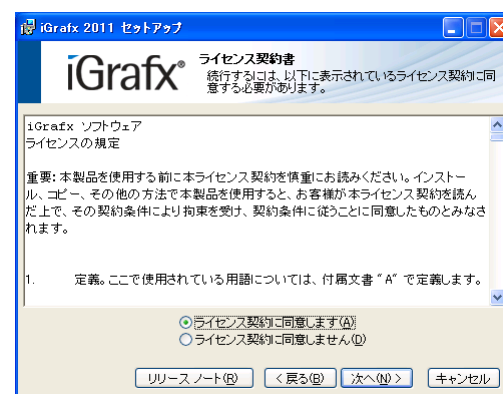 iGrafx 2011 セットアップ
iGrafx®
ライセンス契約書
続行するには、以下に表示されているライセンス契約に同
意する必要があります。
iGrafx ソフトウェア
ライセンスの規定
重要: 本製品を使用する前に本ライセンス契約を慎重にお読みください。インストー
ル、コピー、その他の方法で本製品を使用すると、お客様が本ライセンス契約を読ん
だ上で、その契約条件により拘束を受け、契約条件に従うことに同意したものとみなさ
れます。
1. 定義。ここで使用されている用語については、付属文書 “A” で定義します。
ライセンス契約に同意します(A)
ライセンス契約に同意しません(D)
リリース ノート(R) < 戻る(B) 次へ(N) > キャンセル